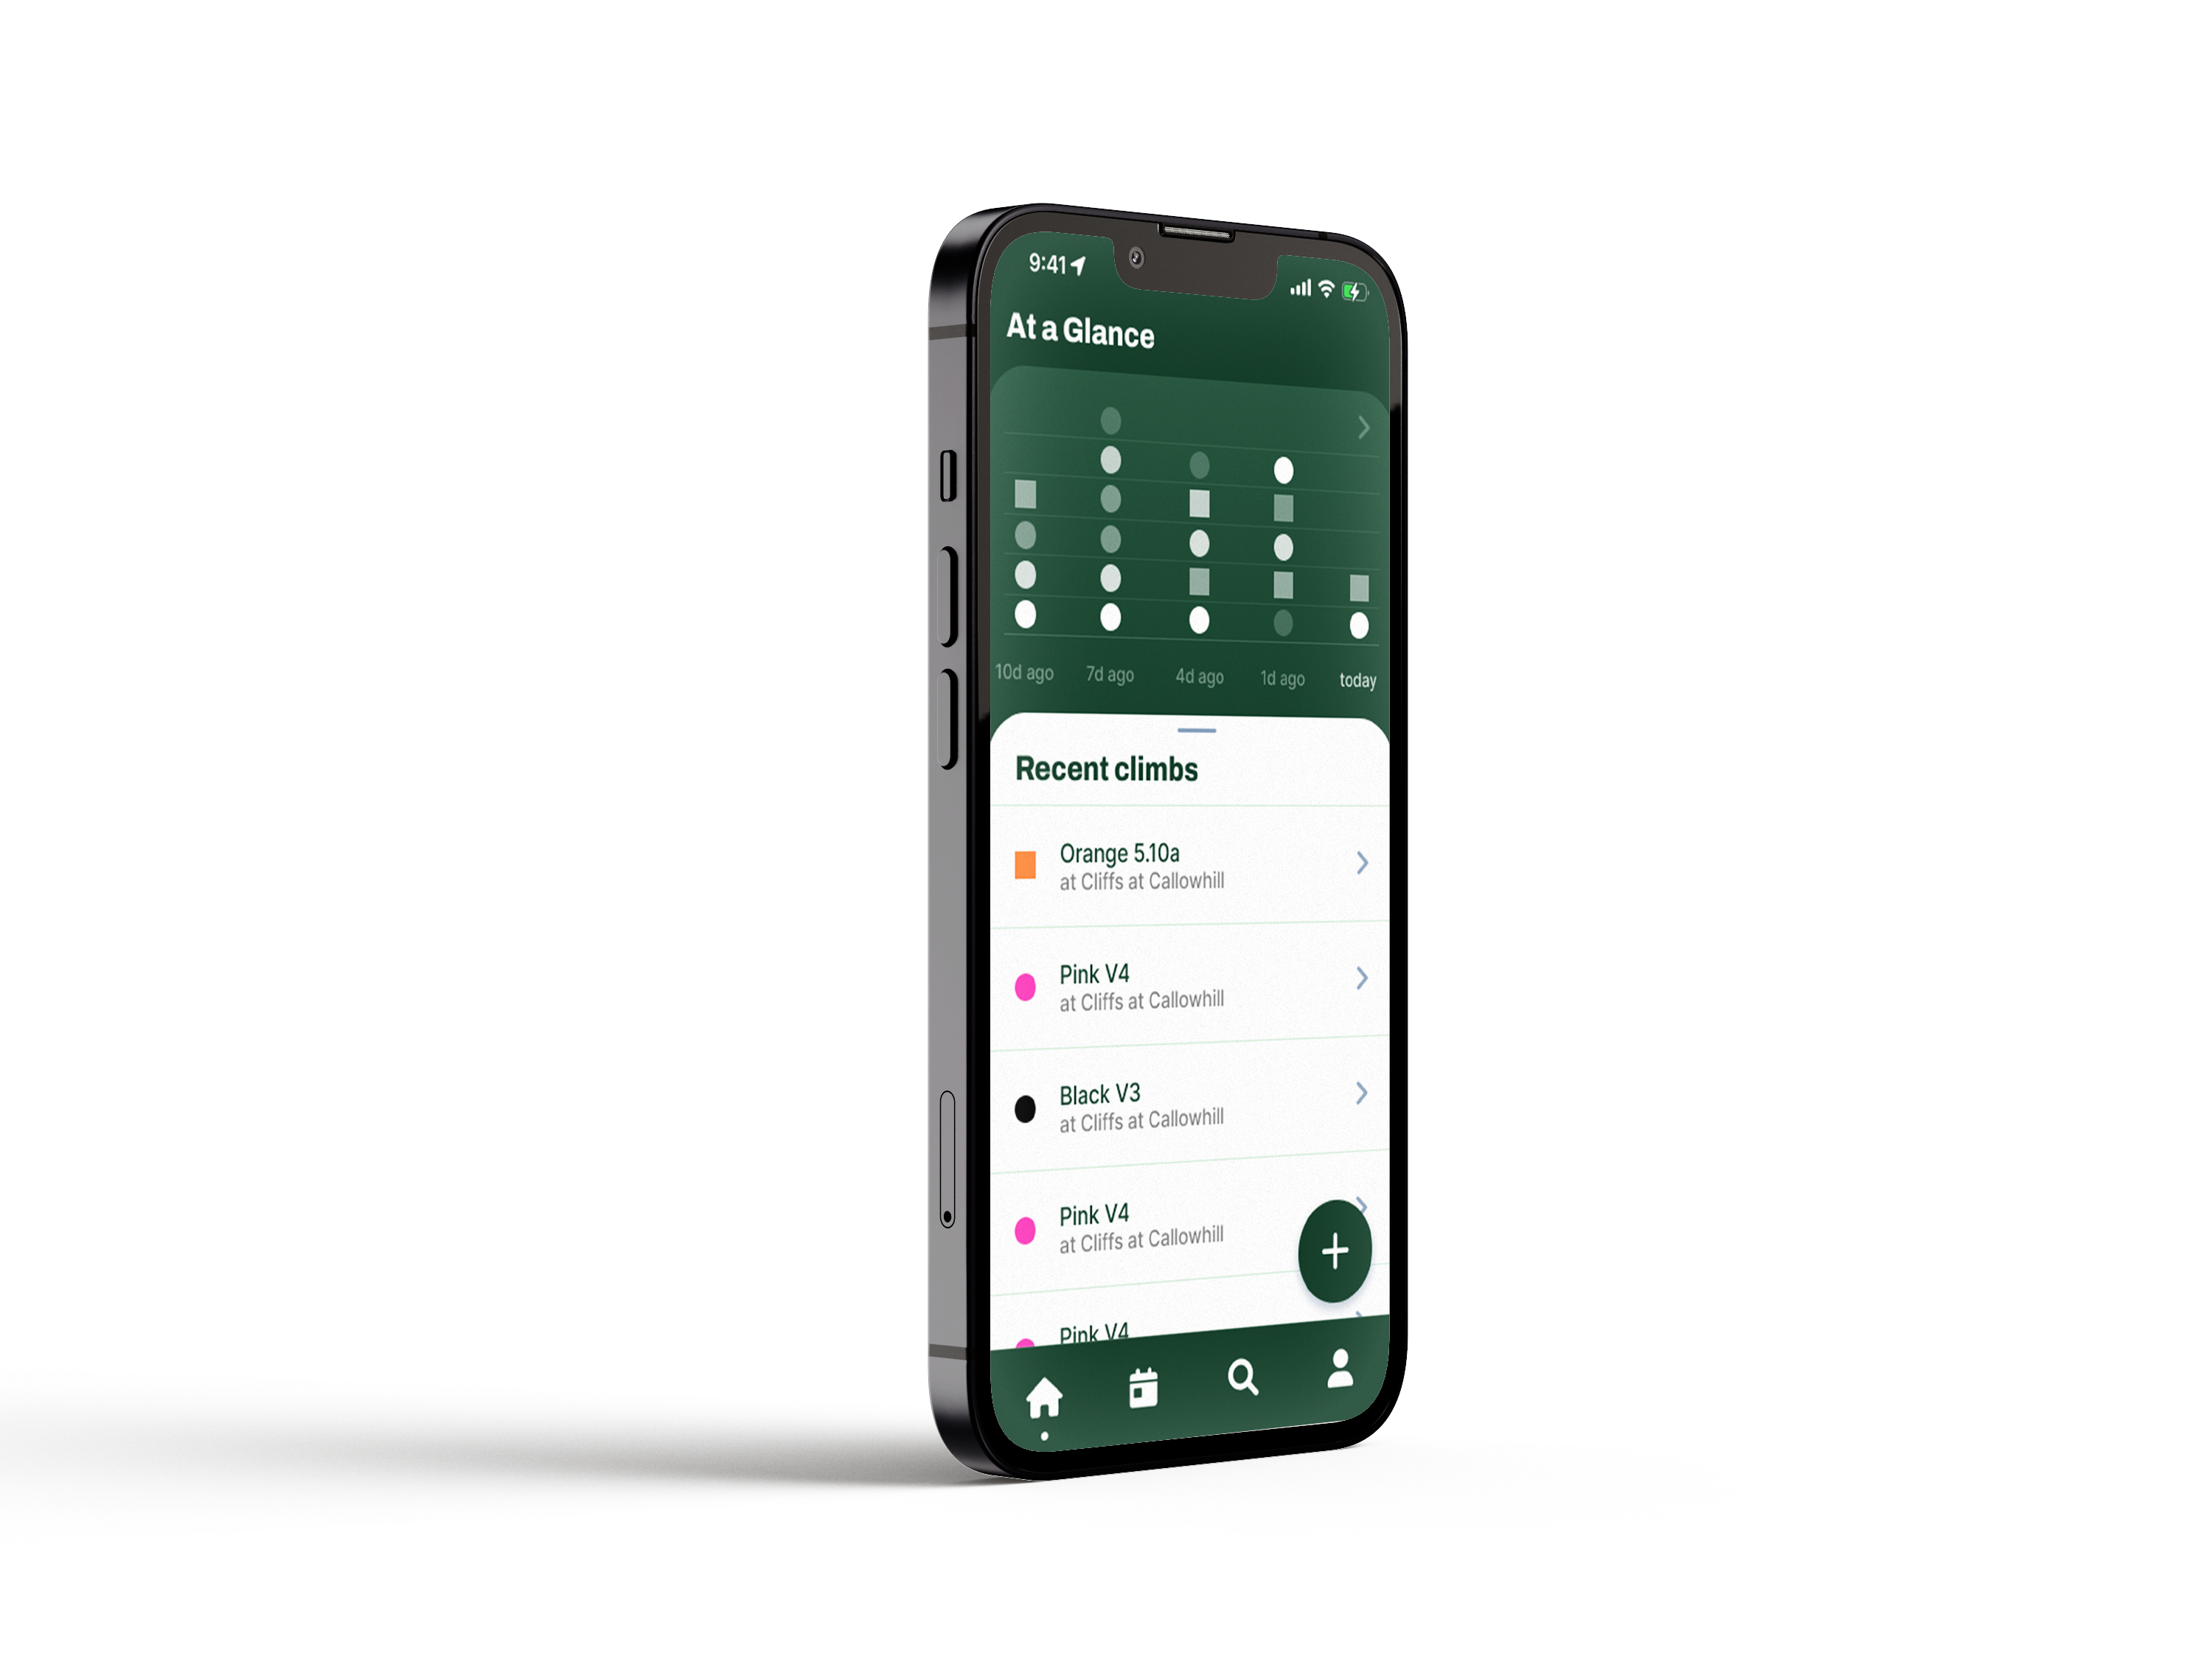 9:41
At a Glance
10d ago 7d ago 4d ago 1d ago today
Recent climbs
Orange 5.10a
at Cliffs at Callowhill
Pink V4
at Cliffs at Callowhill
Black V3
at Cliffs at Callowhill
Pink V4
at Cliffs at Callowhill
Pink V4